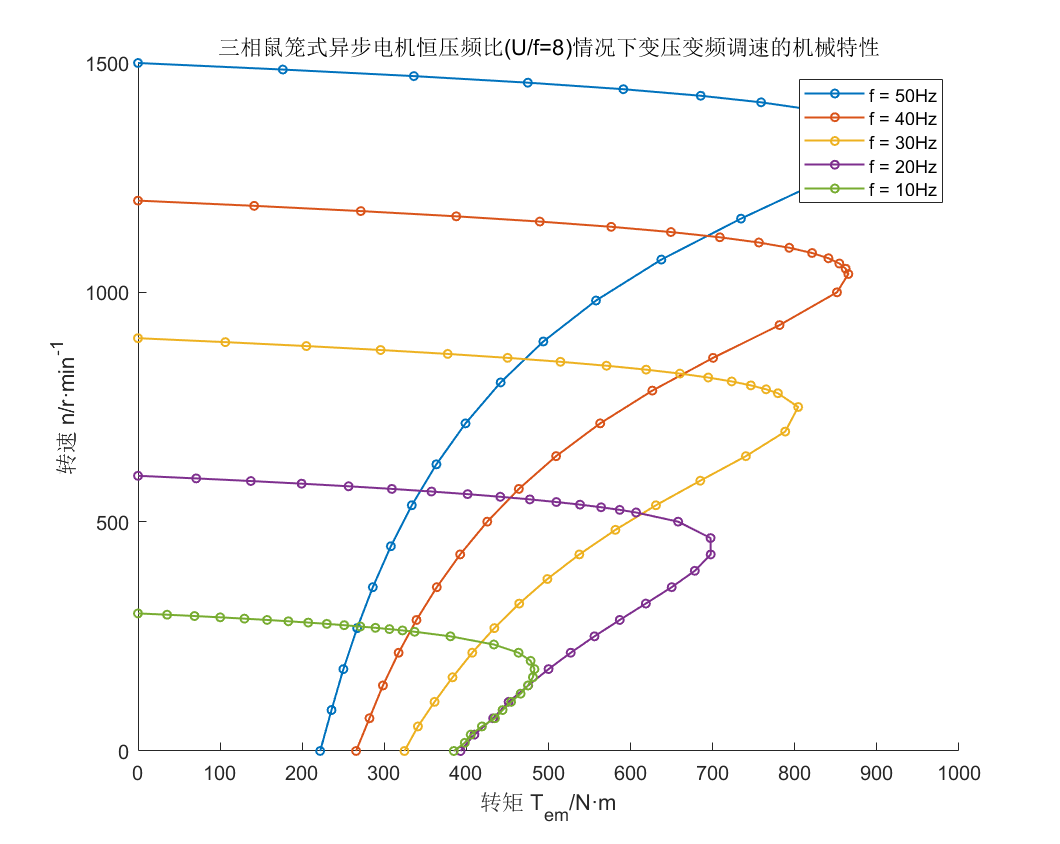 三相鼠笼式异步电机恒压频比(U/f=8)情况下变压变频调速的机械特性
1500
f = 50Hz
f = 40Hz
f = 30Hz
f = 20Hz
f = 10Hz
1000
转速 n/r·min-1
500
0
0 100 200 300 400 500 600 700 800 900 1000
转矩 Tem/N·m